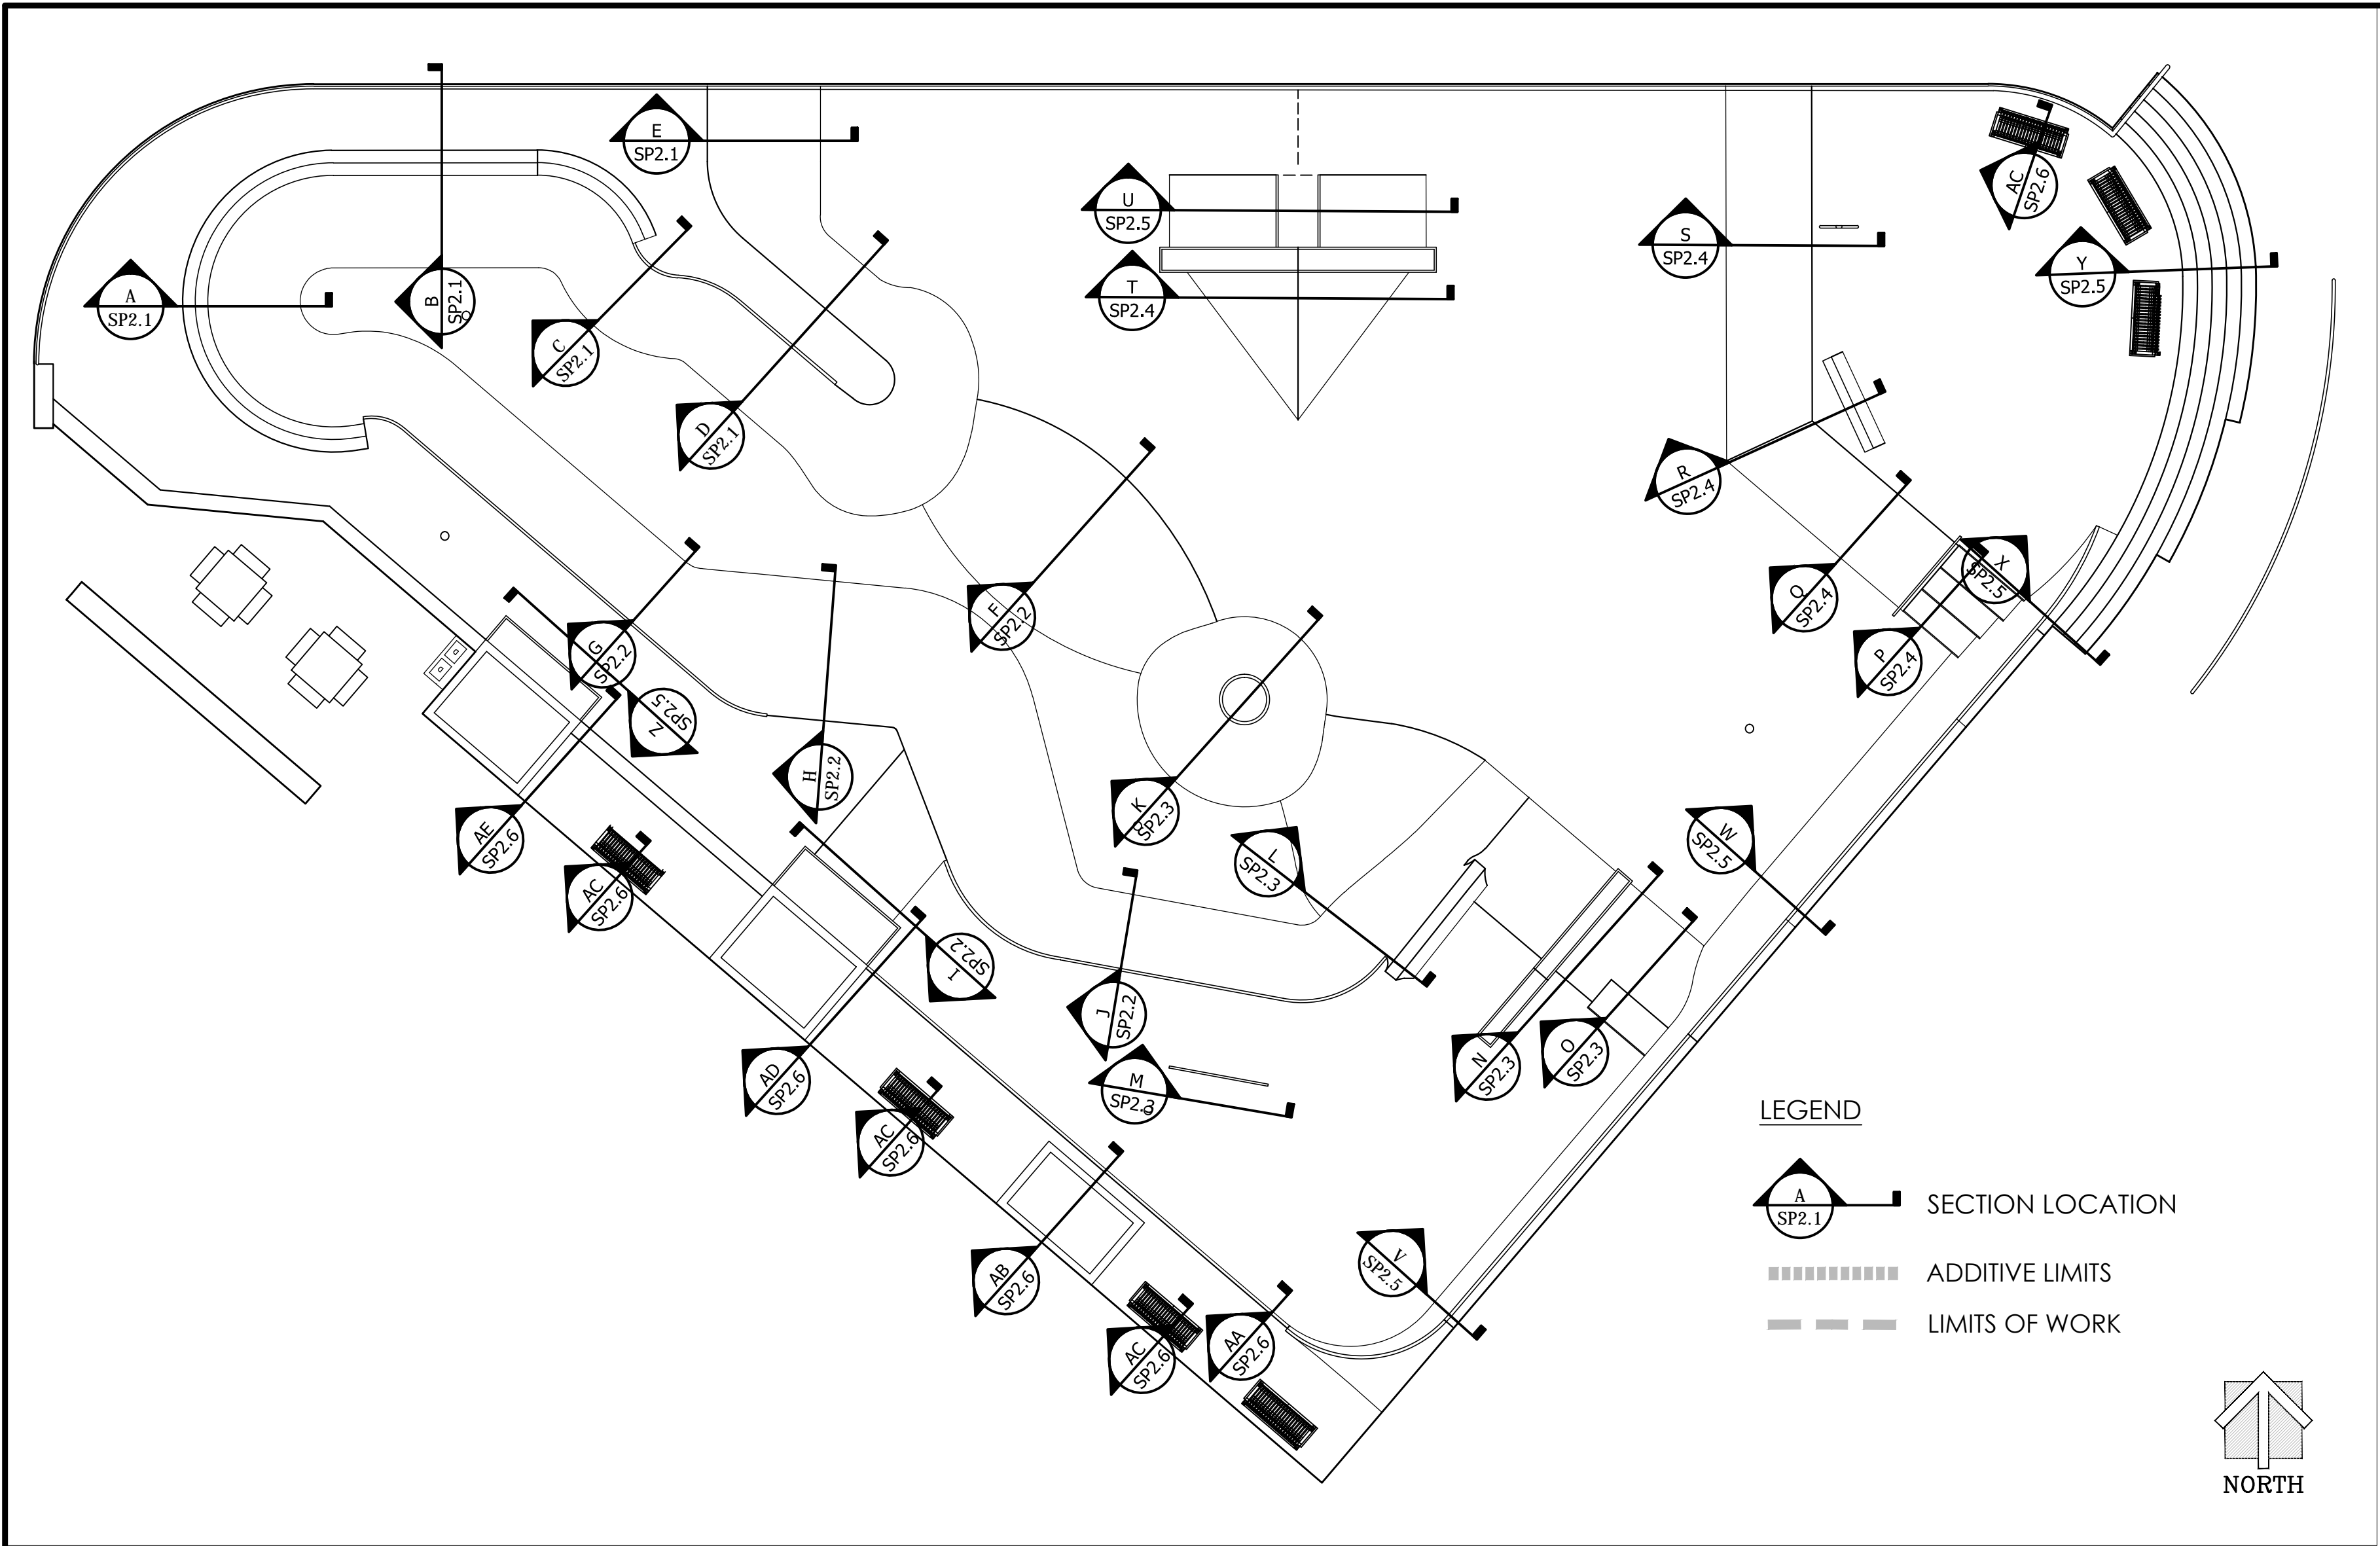 E
SP2.1
AC
SP2.6
U
SP2.5
S
SP2.4
Y
SP2.5
A
SP2.1
B
SP2.1
T
SP2.4
C
SP2.1
D
SP2.1
R
SP2.4
X
SP2.5
Q
SP2.4
F
SP2.2
G
SP2.2
P
SP2.4
Z
SP2.5
H
SP2.2
K
SP2.3
AE
SP2.6
L
SP2.3
W
SP2.5
AC
SP2.6
I
SP2.2
J
SP2.2
AD
SP2.6
M
SP2.3
N
SP2.3
O
SP2.3
AC
SP2.6
AB
SP2.6
V
SP2.5
AC
SP2.6
AA
SP2.6
LEGEND
A
SP2.1
SECTION LOCATION
ADDITIVE LIMITS
LIMITS OF WORK
NORTH